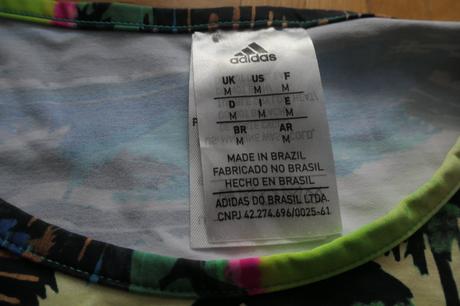 adidas
UK US F
M M M
D I E
M M M
BR AR
M M
MADE IN BRAZIL
FABRICADO NO BRASIL
HECHO EN BRASIL
ADIDAS DO BRASIL LTDA.
CNPJ 42.274.696/0025-61